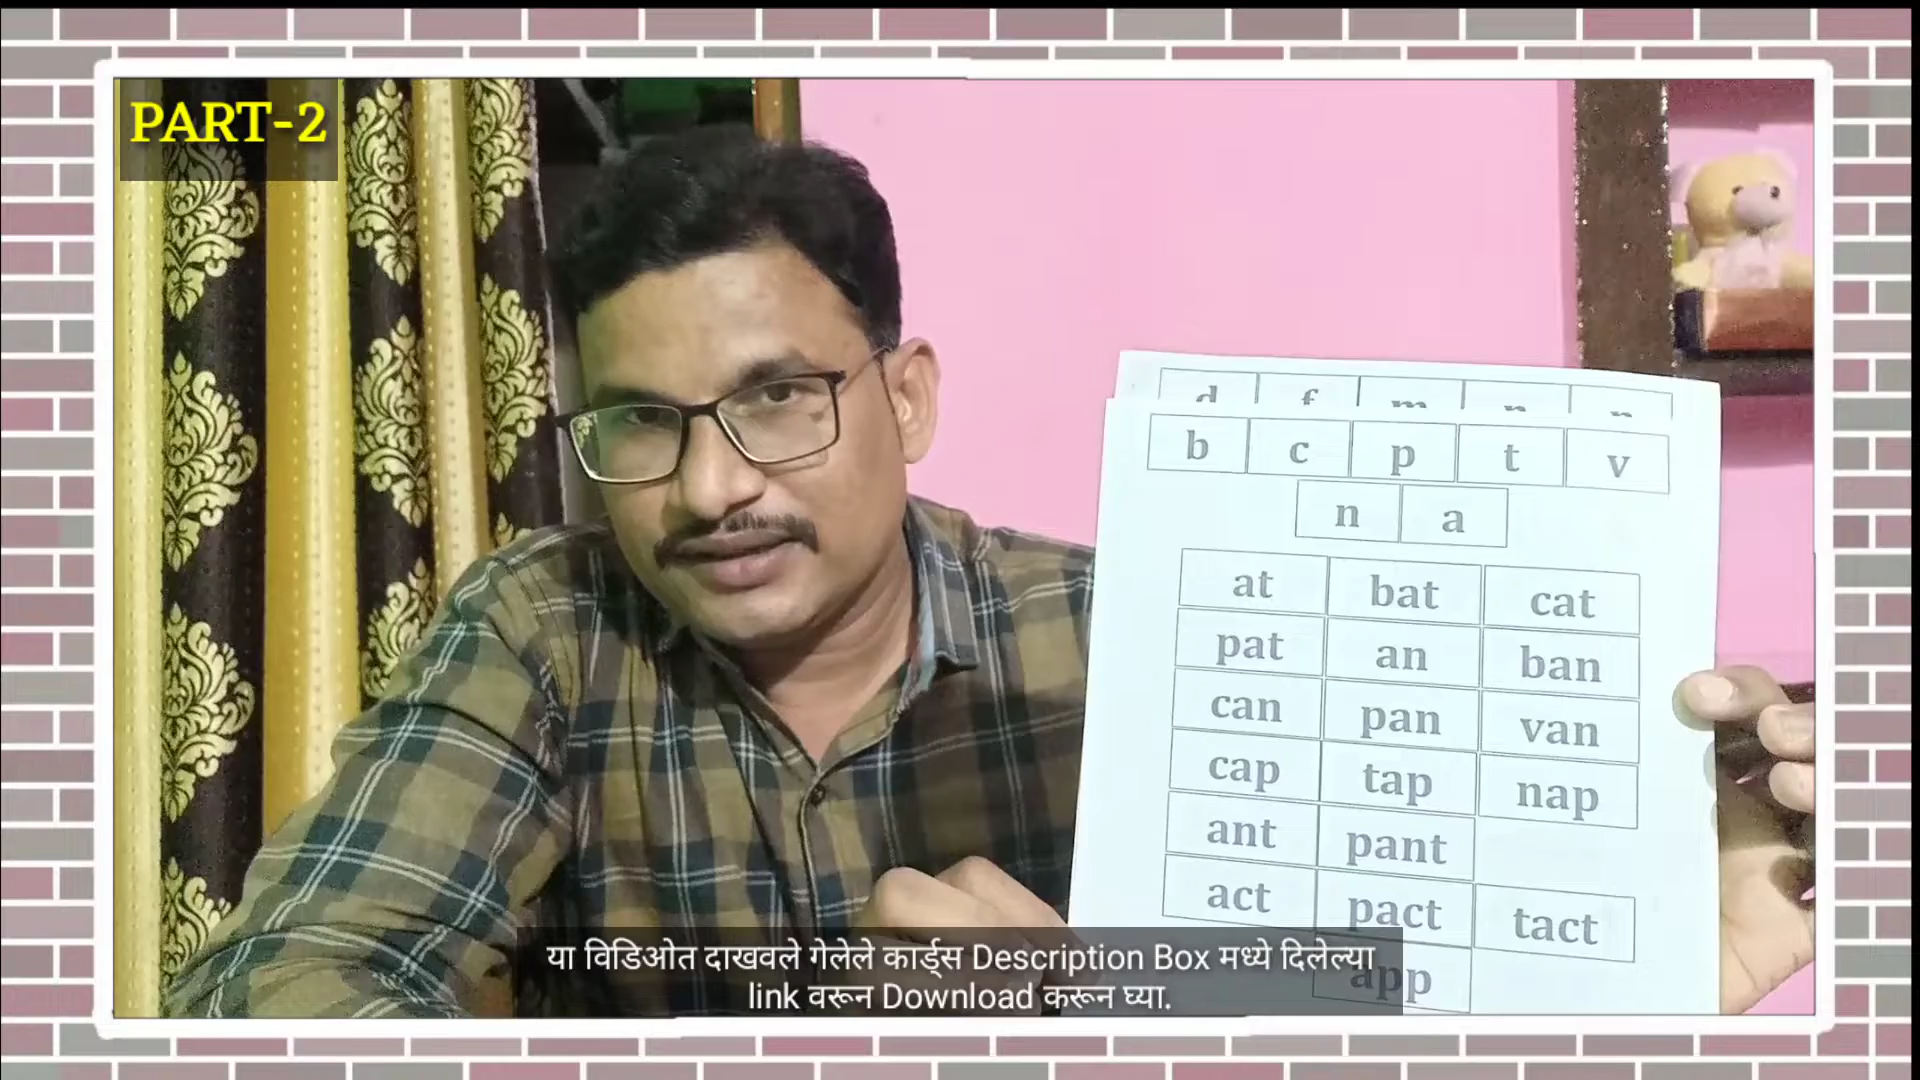 PART-2
d f
b c p t v
n a
at bat cat
pat an ban
can pan van
cap tap nap
ant pant
act pact tact
app
या विडिओत दाखवले गेलेले कार्ड्स Description Box मध्ये दिलेल्या
link वरून Download करून घ्या.